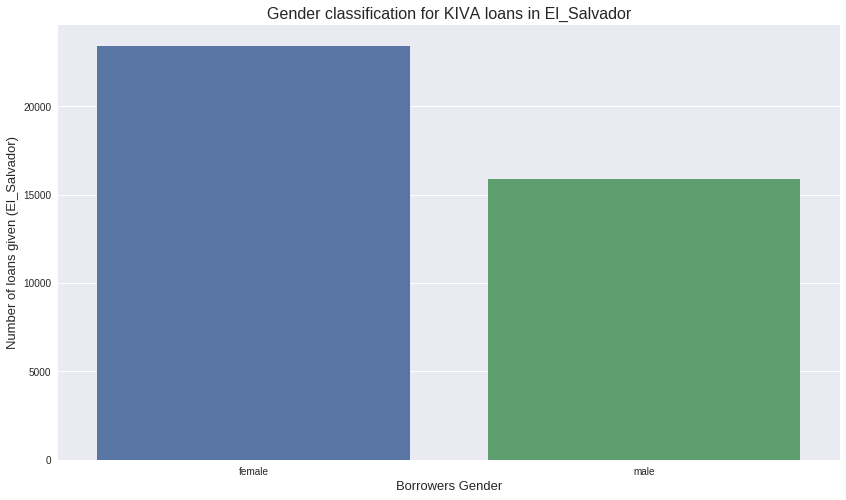 Gender classification for KIVA loans in El_Salvador
Number of loans given (El_Salvador)
20000
15000
10000
5000
0
female
male
Borrowers Gender